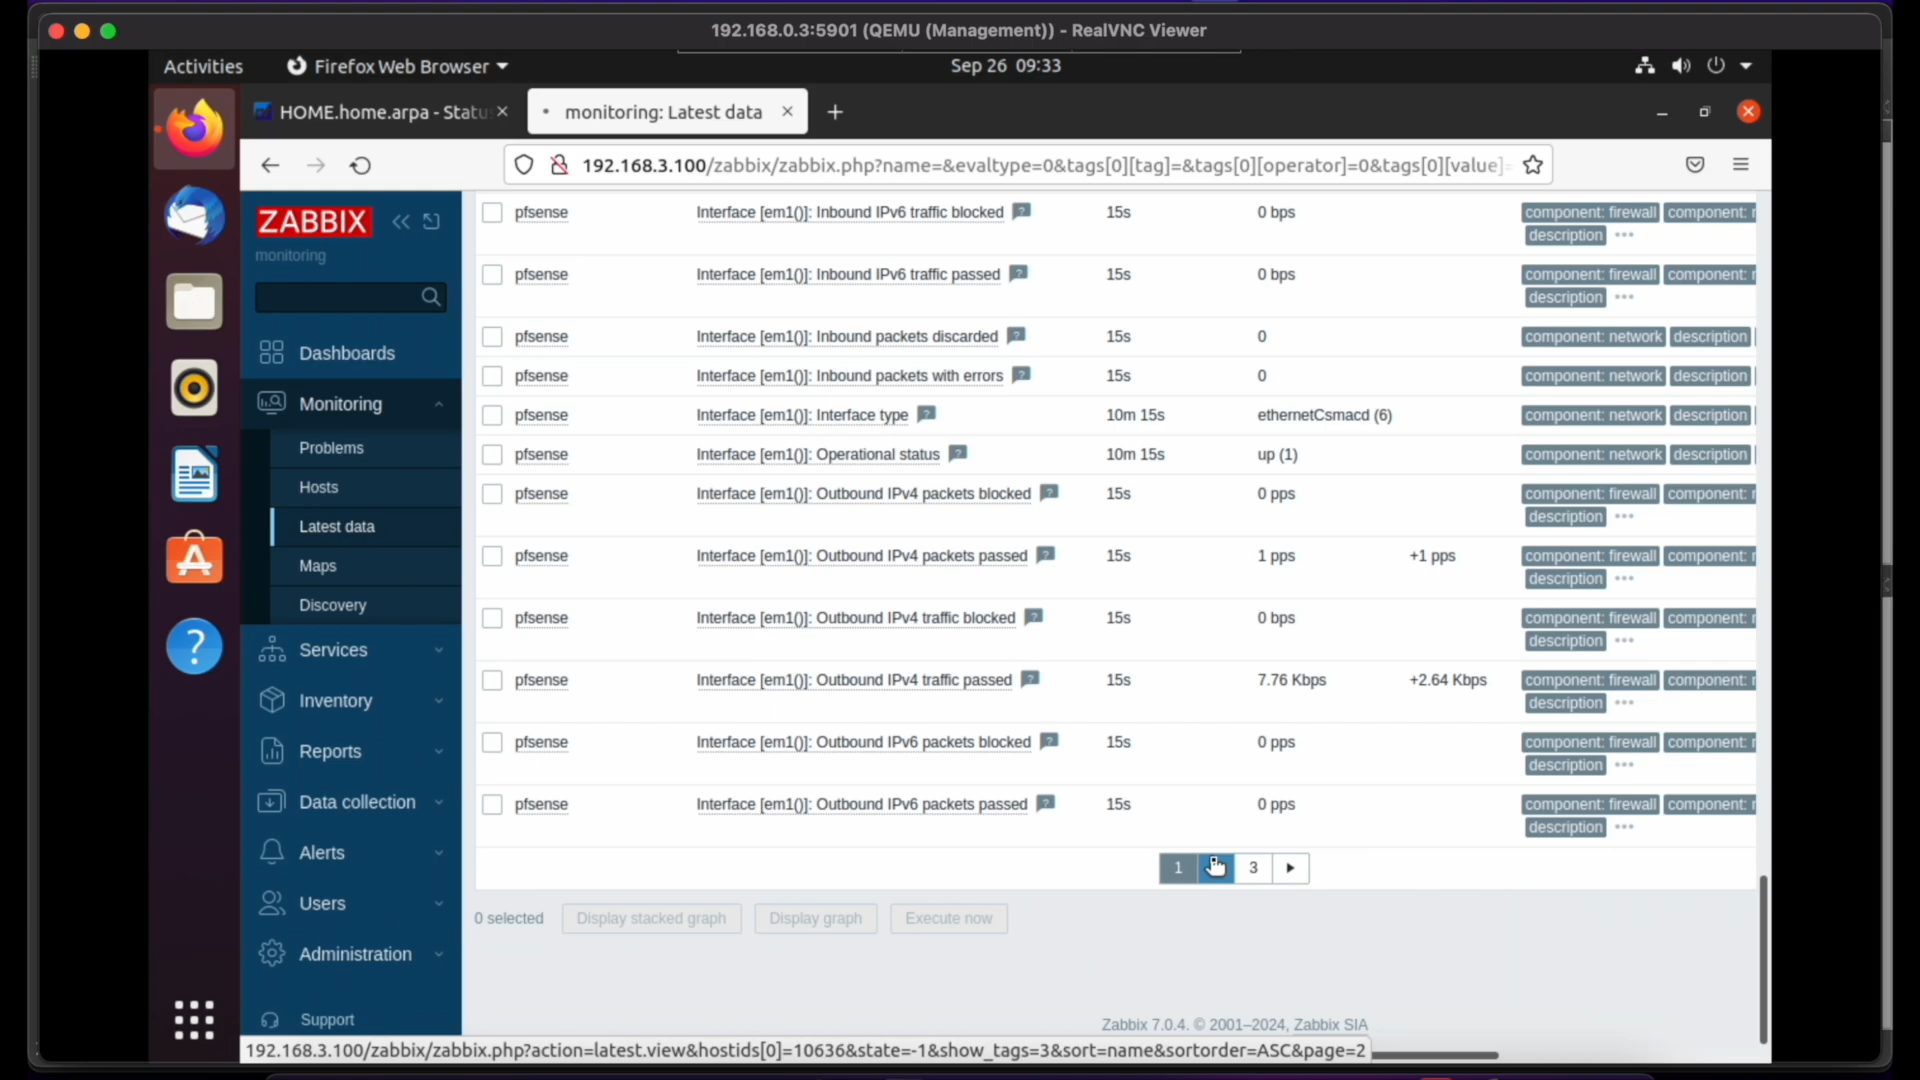 192.168.0.3:5901 (QEMU (Management)) - RealVNC Viewer
Activities Firefox Web Browser Sep 26 09:33
HOME.home.arpa - Statu monitoring: Latest data
192.168.3.100/zabbix/zabbix.php?name=&evaltype=0&tags[0][tag]=&tags[0][operator]=0&tags[0][value]=
ZABBIX
monitoring
Dashboards
Monitoring
Problems
Hosts
Latest data
Maps
Discovery
Services
Inventory
Reports
Data collection
Alerts
Users
Administration
Support
pfsense Interface [em1()]: Inbound IPv6 traffic blocked 15s 0 bps component: firewall component:
description
pfsense Interface [em1()]: Inbound IPv6 traffic passed 15s 0 bps component: firewall component:
description
pfsense Interface [em1()]: Inbound packets discarded 15s 0 component: network description
pfsense Interface [em1()]: Inbound packets with errors 15s 0 component: network description
pfsense Interface [em1()]: Interface type 10m 15s ethernetCsmacd (6) component: network description
pfsense Interface [em1()]: Operational status 10m 15s up (1) component: network description
pfsense Interface [em1()]: Outbound IPv4 packets blocked 15s 0 pps component: firewall component:
description
pfsense Interface [em1()]: Outbound IPv4 packets passed 15s 1 pps +1 pps component: firewall component:
description
pfsense Interface [em1()]: Outbound IPv4 traffic blocked 15s 0 bps component: firewall component:
description
pfsense Interface [em1()]: Outbound IPv4 traffic passed 15s 7.76 Kbps +2.64 Kbps component: firewall component:
description
pfsense Interface [em1()]: Outbound IPv6 packets blocked 15s 0 pps component: firewall component:
description
pfsense Interface [em1()]: Outbound IPv6 packets passed 15s 0 pps component: firewall component:
description
1 3
0 selected Display stacked graph Display graph Execute now
Zabbix 7.0.4. © 2001–2024, Zabbix SIA
192.168.3.100/zabbix/zabbix.php?action=latest.view&hostids[0]=10636&state=-1&show_tags=3&sort=name&sortorder=ASC&page=2